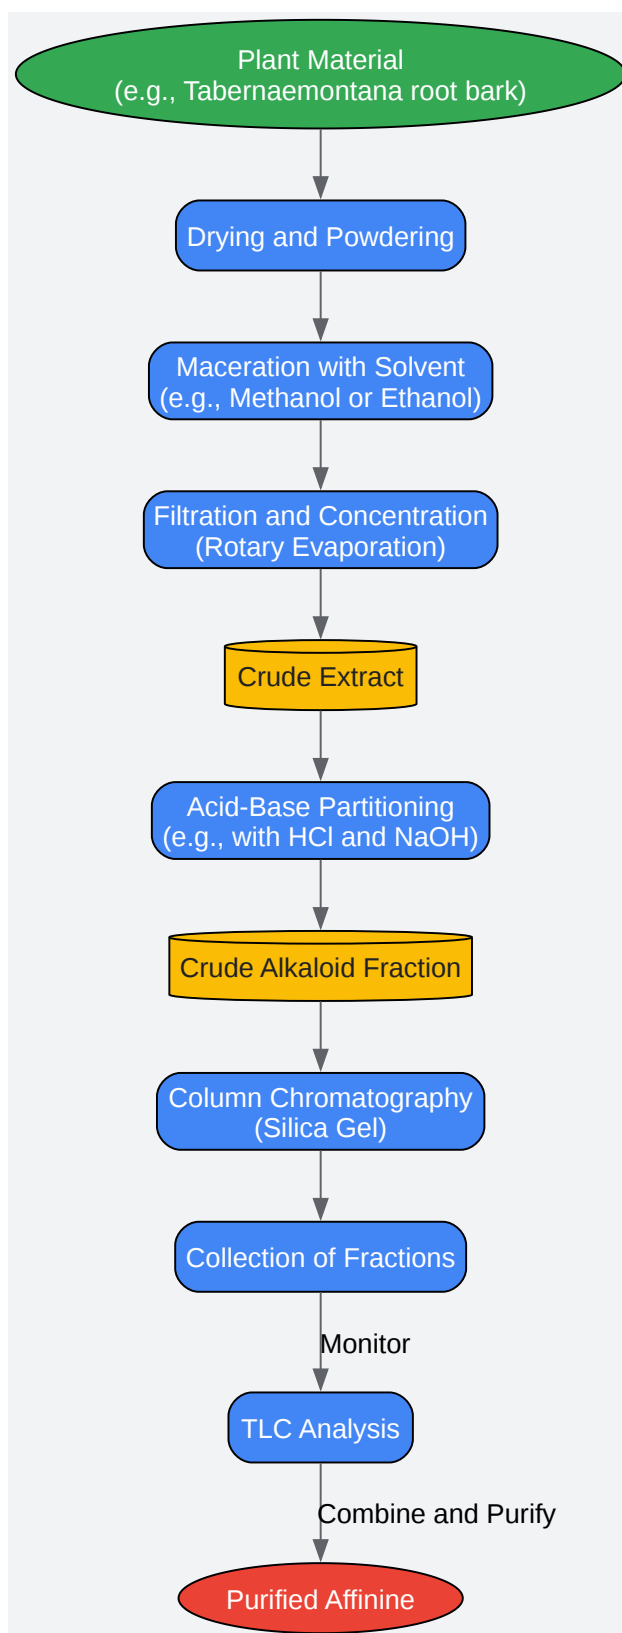 Plant Material
(e.g., Tabernaemontana root bark)
Drying and Powdering
Maceration with Solvent
(e.g., Methanol or Ethanol)
Filtration and Concentration
(Rotary Evaporation)
Crude Extract
Acid-Base Partitioning
(e.g., with HCl and NaOH)
Crude Alkaloid Fraction
Column Chromatography
(Silica Gel)
Collection of Fractions
Monitor
TLC Analysis
Combine and Purify
Purified Affinine